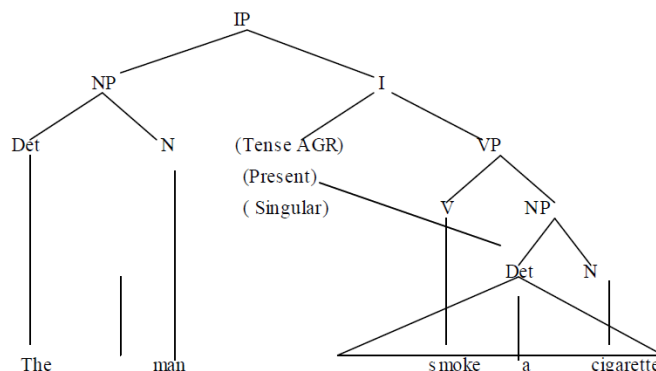 IP
NP I
Det N (Tense AGR) VP
(Present)
( Singular) V NP
Det N
The man smoke a cigarette